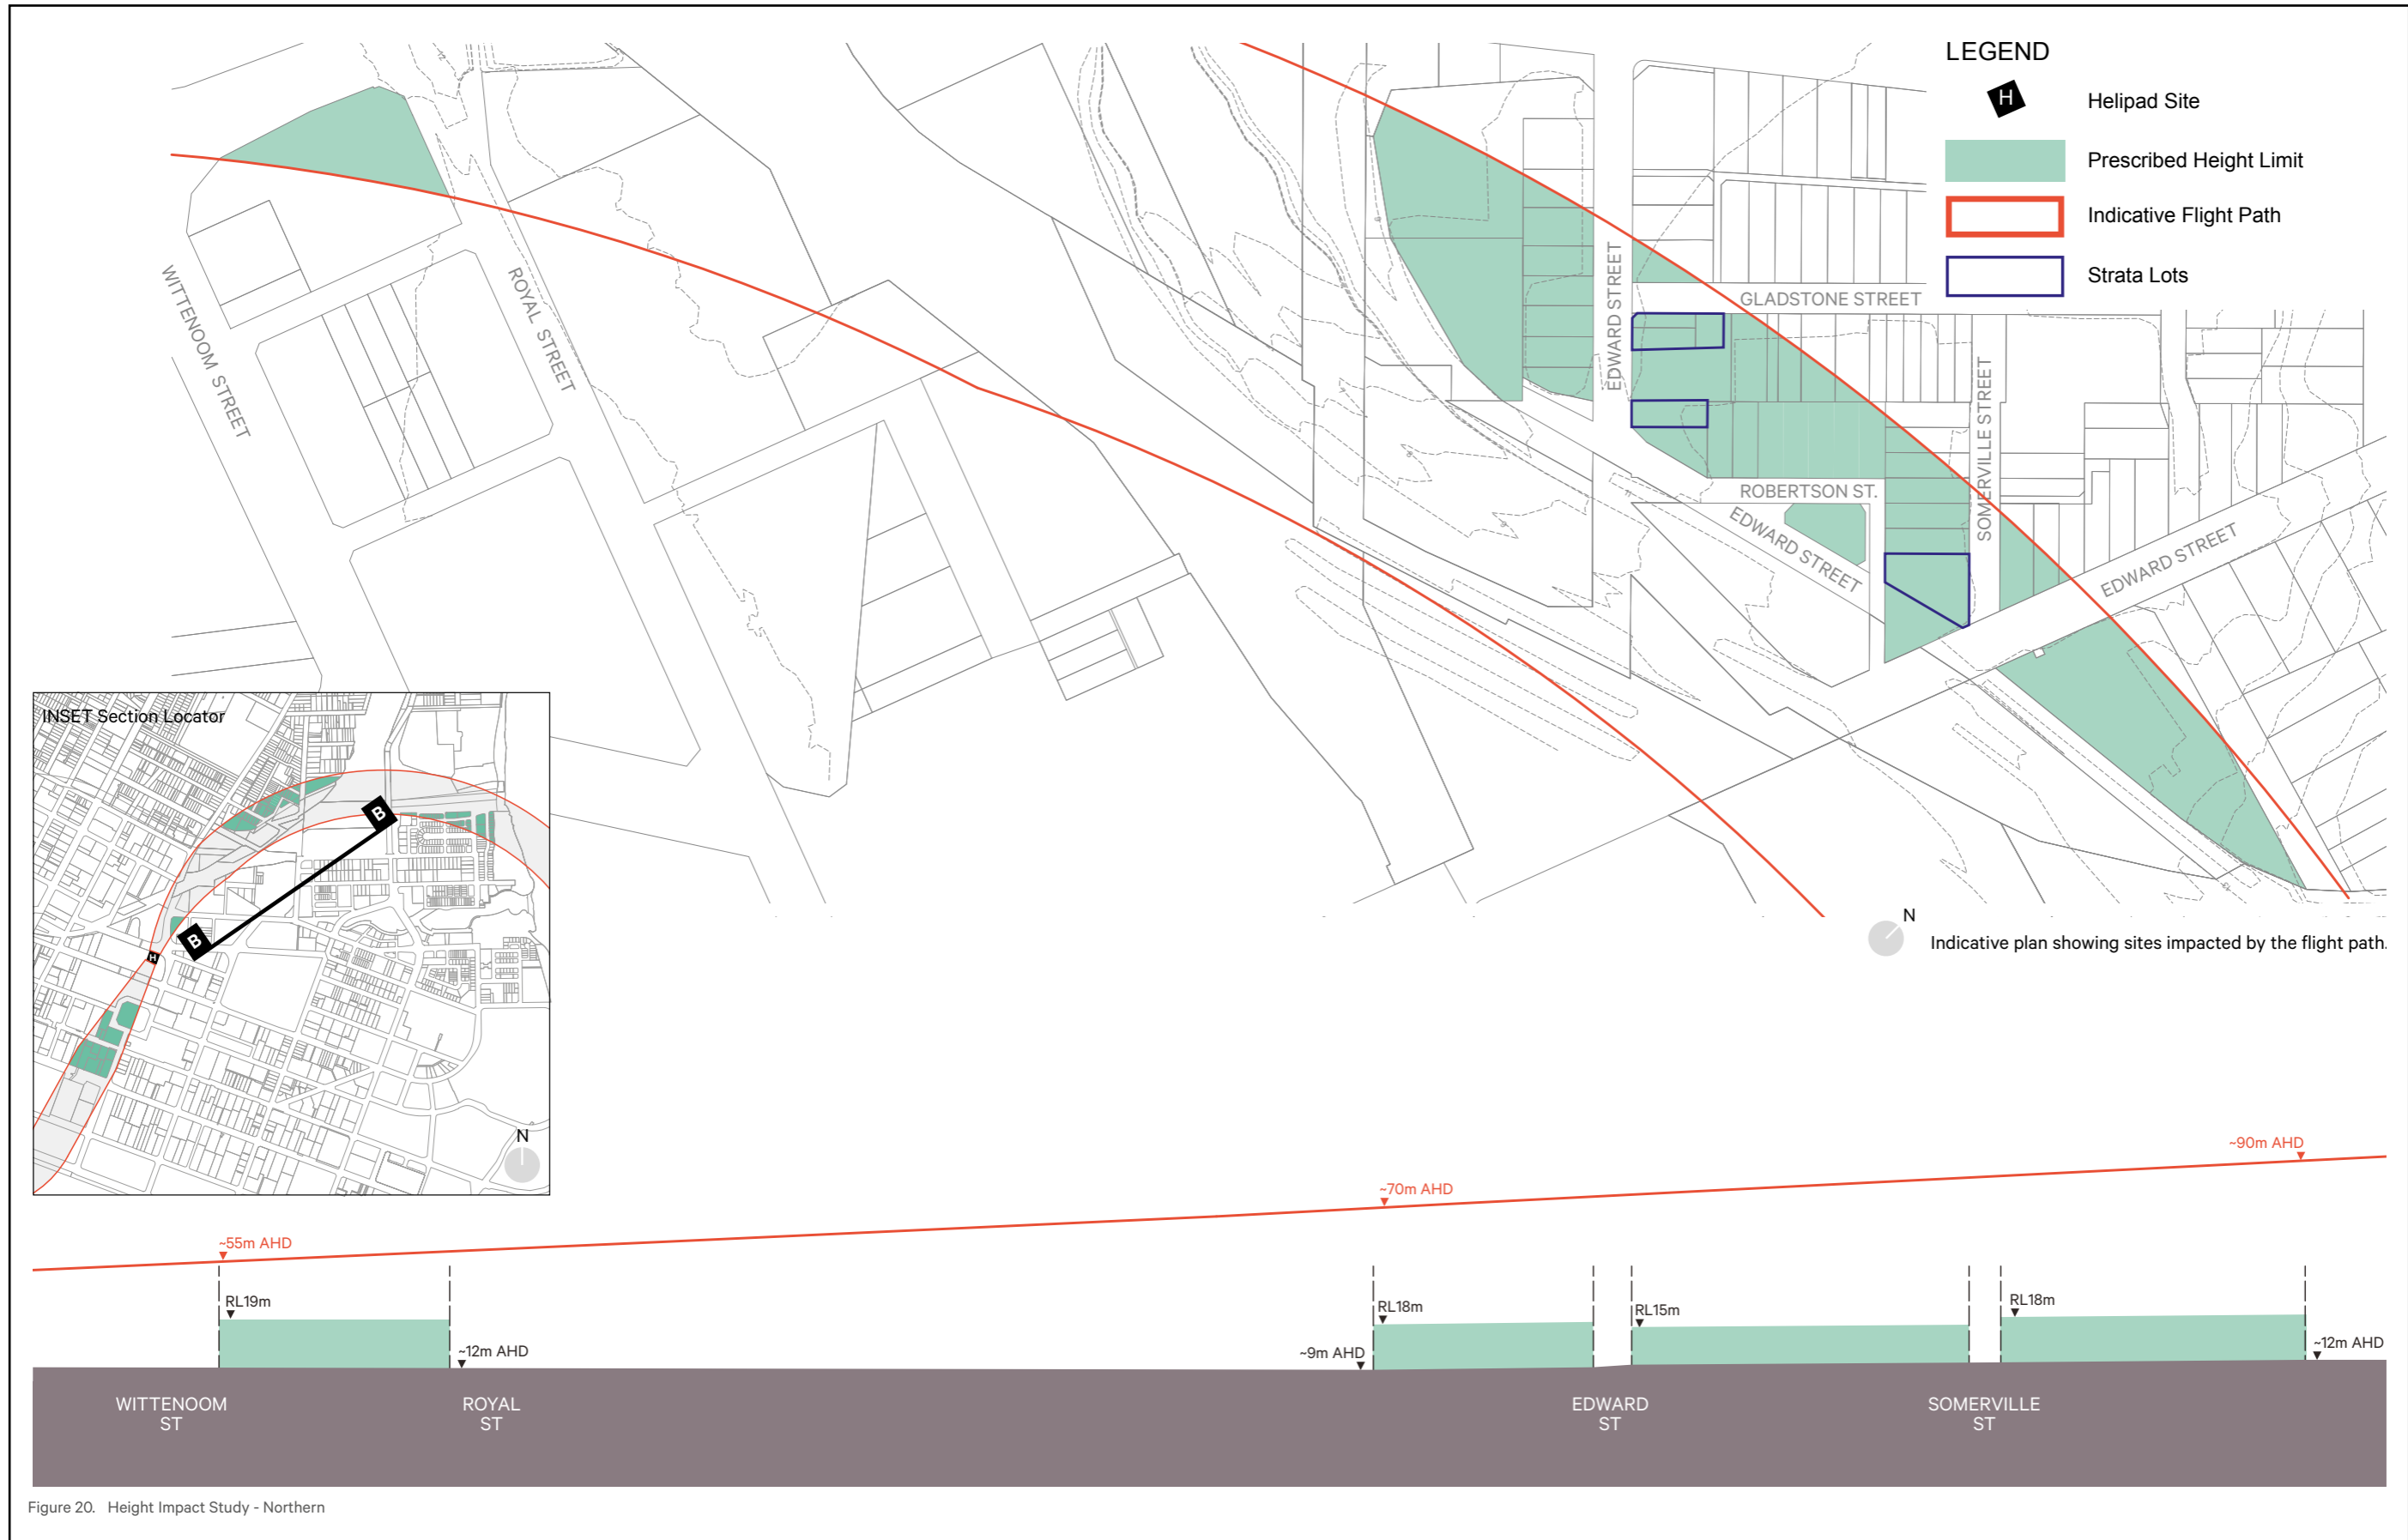 LEGEND
H
Helipad Site
Prescribed Height Limit
Indicative Flight Path
Strata Lots
WITTENOOM STREET
ROYAL STREET
EDWARD STREET
GLADSTONE STREET
SOMERVILLE STREET
ROBERTSON ST.
EDWARD STREET
EDWARD STREET
N
Indicative plan showing sites impacted by the flight path.
INSET Section Locator
B
B
H
N
~90m AHD
~70m AHD
~55m AHD
RL19m
RL18m
RL15m
RL18m
~12m AHD
~9m AHD
~12m AHD
WITTENOOM
ST
ROYAL
ST
EDWARD
ST
SOMERVILLE
ST
Figure 20. Height Impact Study - Northern